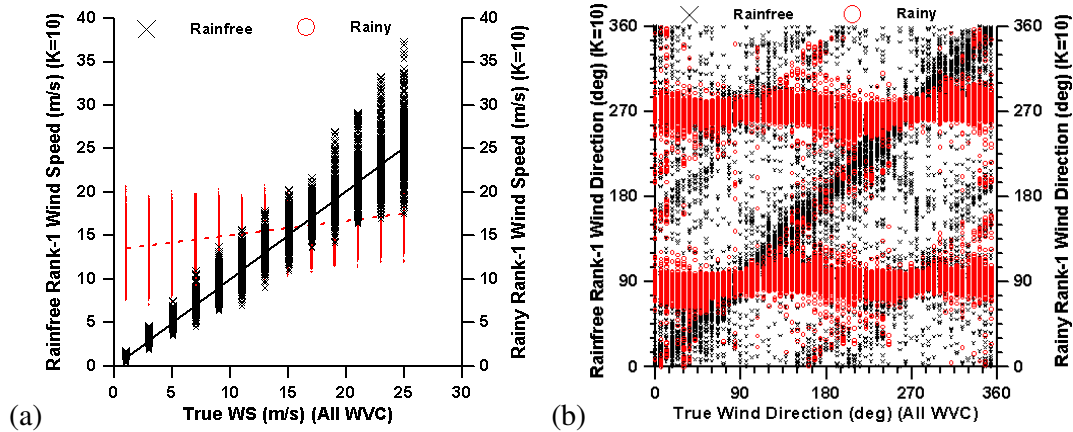 Rainfree Rainy
Rainfree Rank-1 Wind Speed (m/s) (K=10)
40
35
30
25
20
15
10
5
0
40
35
30
25
20
15
10
5
0
Rainy Rank-1 Wind Speed (m/s) (K=10)
0 5 10 15 20 25 30
True WS (m/s) (All WVC)
(a)
Rainfree Rainy
Rainfree Rank-1 Wind Direction (deg) (K=10)
360
270
180
90
0
360
270
180
90
0
Rainy Rank-1 Wind Direction (deg) (K=10)
0 90 180 270 360
True Wind Direction (deg) (All WVC)
(b)